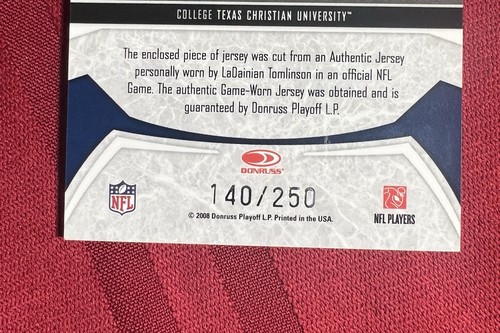 COLLEGE TEXAS CHRISTIAN UNIVERSITY™
The enclosed piece of jersey was cut from an Authentic Jersey
personally worn by LaDainian Tomlinson in an official NFL
Game. The authentic Game-Worn Jersey was obtained and is
guaranteed by Donruss Playoff L.P.
DONRUSS
140/250
NFL
NFL PLAYERS
© 2008 Donruss Playoff L.P. Printed in the USA.